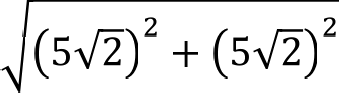 √((5√2)² + (5√2)²)